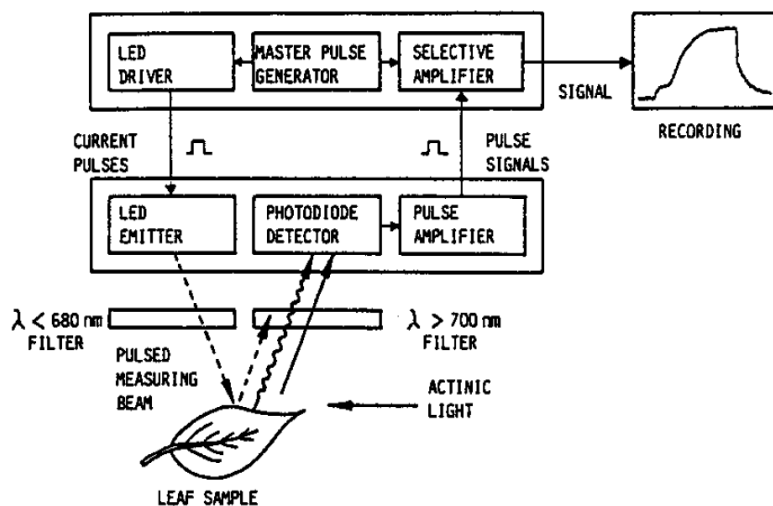 LED
DRIVER
MASTER PULSE
GENERATOR
SELECTIVE
AMPLIFIER
SIGNAL
RECORDING
CURRENT
PULSES
PULSE
SIGNALS
LED
EMITTER
PHOTODIODE
DETECTOR
PULSE
AMPLIFIER
λ < 680 nm
FILTER
λ > 700 nm
FILTER
PULSED
MEASURING
BEAM
ACTINIC
LIGHT
LEAF SAMPLE